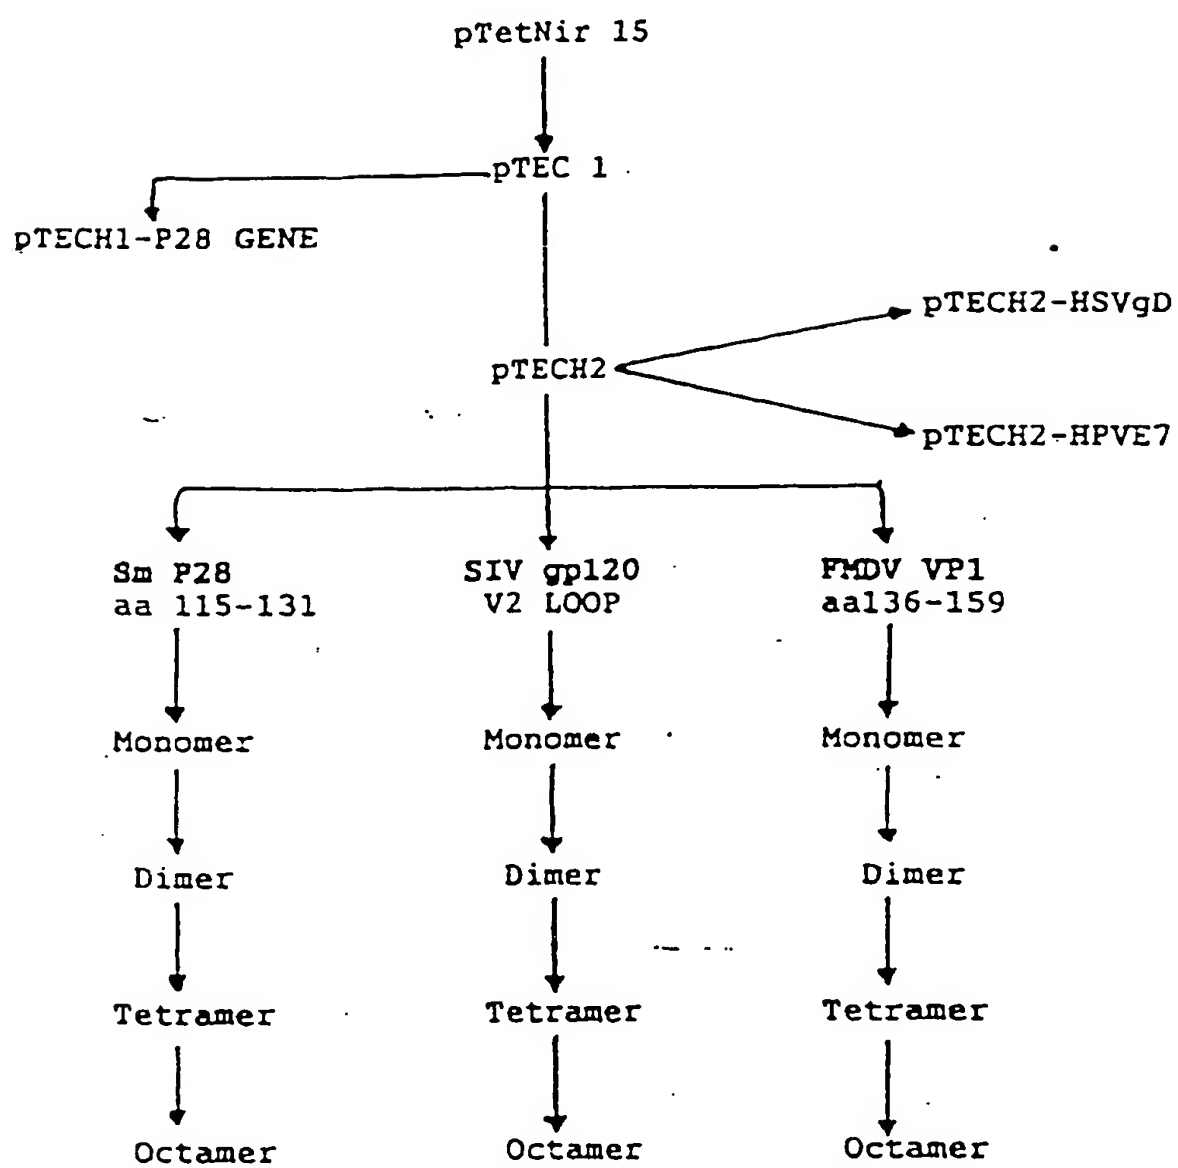 pTetNir 15
pTEC 1
pTECH1-P28 GENE
pTECH2-HSVgD
pTECH2
pTECH2-HPVE7
Sm P28
aa 115-131
SIV gp120
V2 LOOP
FMDV VP1
aa136-159
Monomer
Monomer
Monomer
Dimer
Dimer
Dimer
Tetramer
Tetramer
Tetramer
Octamer
Octamer
Octamer